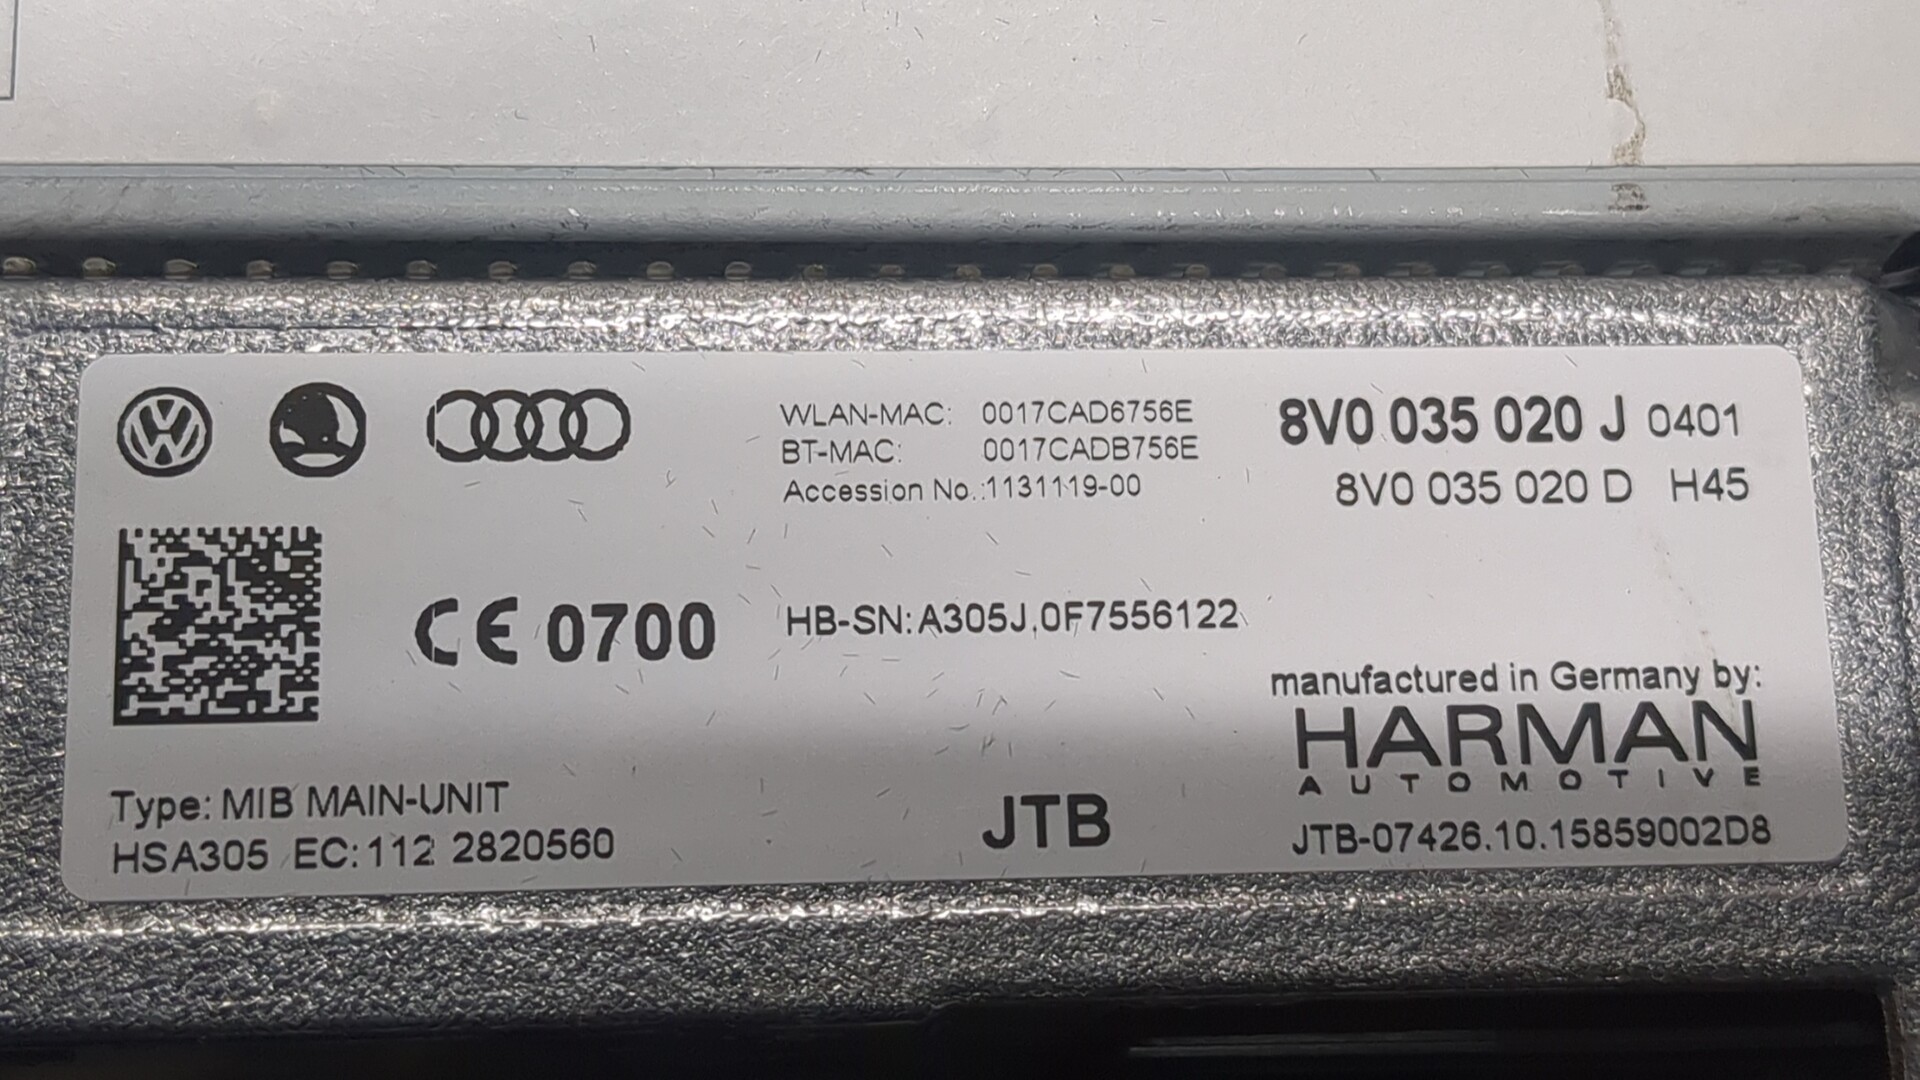 WLAN-MAC: 0017CAD6756E
BT-MAC: 0017CADB756E
Accession No.:1131119-00
8V0 035 020 J 0401
8V0 035 020 D H45
CE 0700
HB-SN: A305J.0F7556122
manufactured in Germany by:
HARMAN
AUTOMOTIVE
Type: MIB MAIN-UNIT
HSA305 EC: 112 2820560
JTB
JTB-07426.10.15859002D8